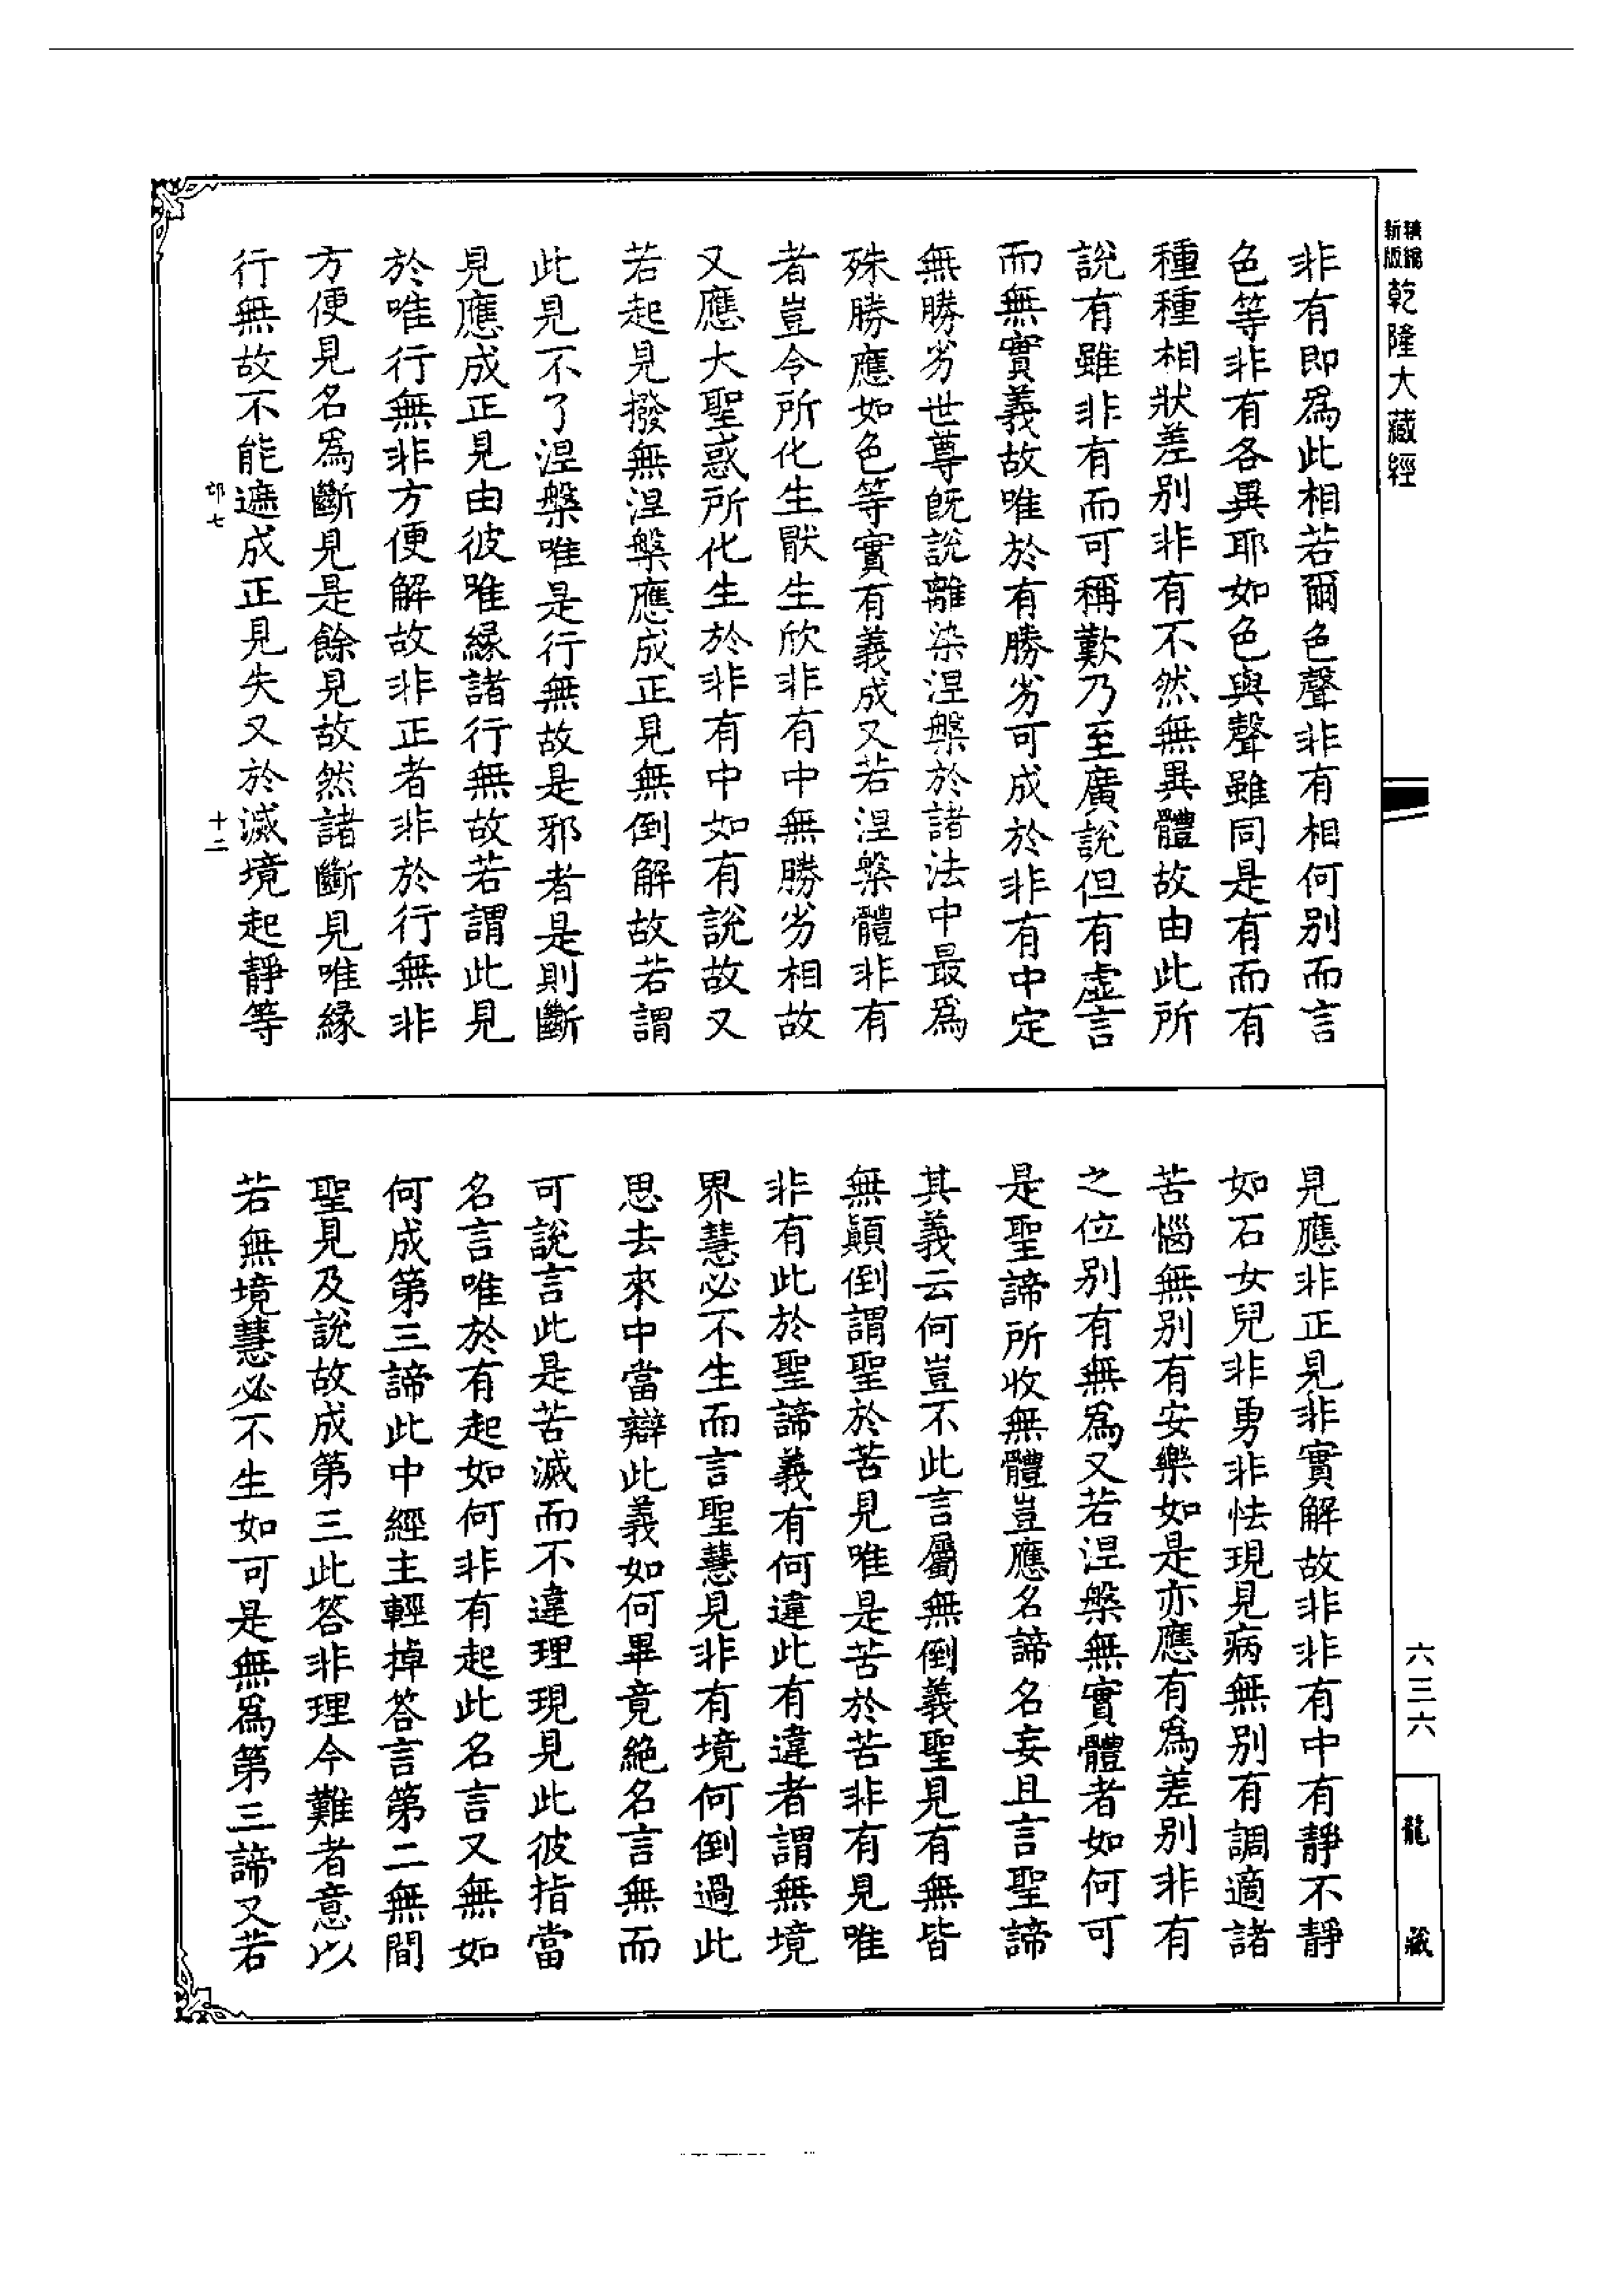 精縮新版乾隆大藏經
非有即為此相若爾色聲非有相何別而言
色等非有各異耶如色與聲雖同是有而有
種種相狀差別非有不然無異體故由此所
說有雖非有而可稱歎乃至廣說但有虛言
而無實義故唯於有勝劣可成於非有中定
無勝劣世尊旣說離染涅槃於諸法中最為
殊勝應如色等實有義成又若涅槃體非有
者豈令所化生猒生欣非有中無勝劣相故
又應大聖惑所化生於非有中如有說故又
若起見撥無涅槃應成正見無倒解故若謂
此見不了涅槃唯是行無故是邪者是則斷
見應成正見由彼唯緣諸行無故若謂此見
於唯行無非方便解故非正者非於行無非
方便見名為斷見是餘見故然諸斷見唯緣
行無故不能遮成正見失又於滅境起靜等
十二
見應非正見非實解故非非有中有靜不靜
如石女兒非勇非怯現見病無別有調適諸
苦惱無別有安樂如是亦應有為差別非有
之位別有無為又若涅槃無實體者如何可
是聖諦所收無體豈應名諦名妄且言聖諦
其義云何豈不此言屬無倒義聖見有無皆
無顛倒謂聖於苦見唯是苦於苦非有見唯
非有此於聖諦義有何違此有違者謂無境
界慧必不生而言聖慧見非有境何倒過此
思去來中當辯此義如何畢竟絕名言無而
可說言此是苦滅而不違理現見此彼指當
名言唯於有起如何非有起此名言又無如
何成第三諦此中經主輕掉答言第二無間
聖見及說故成第三此答非理今難者意以
若無境慧必不生如可是無為第三諦又若
六三六
龍藏